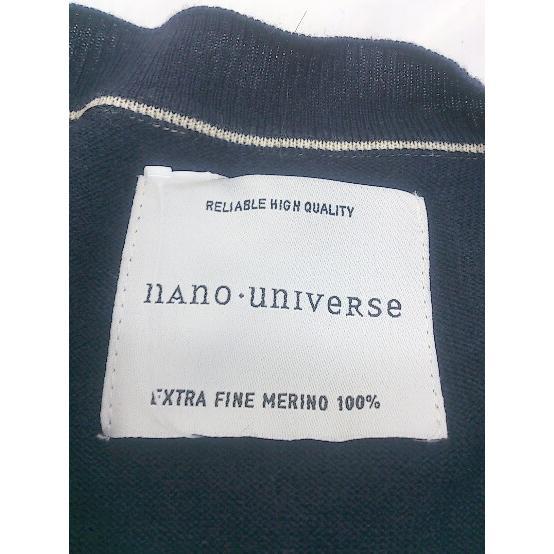 RELIABLE HIGH QUALITY
nano·universe
EXTRA FINE MERINO 100%